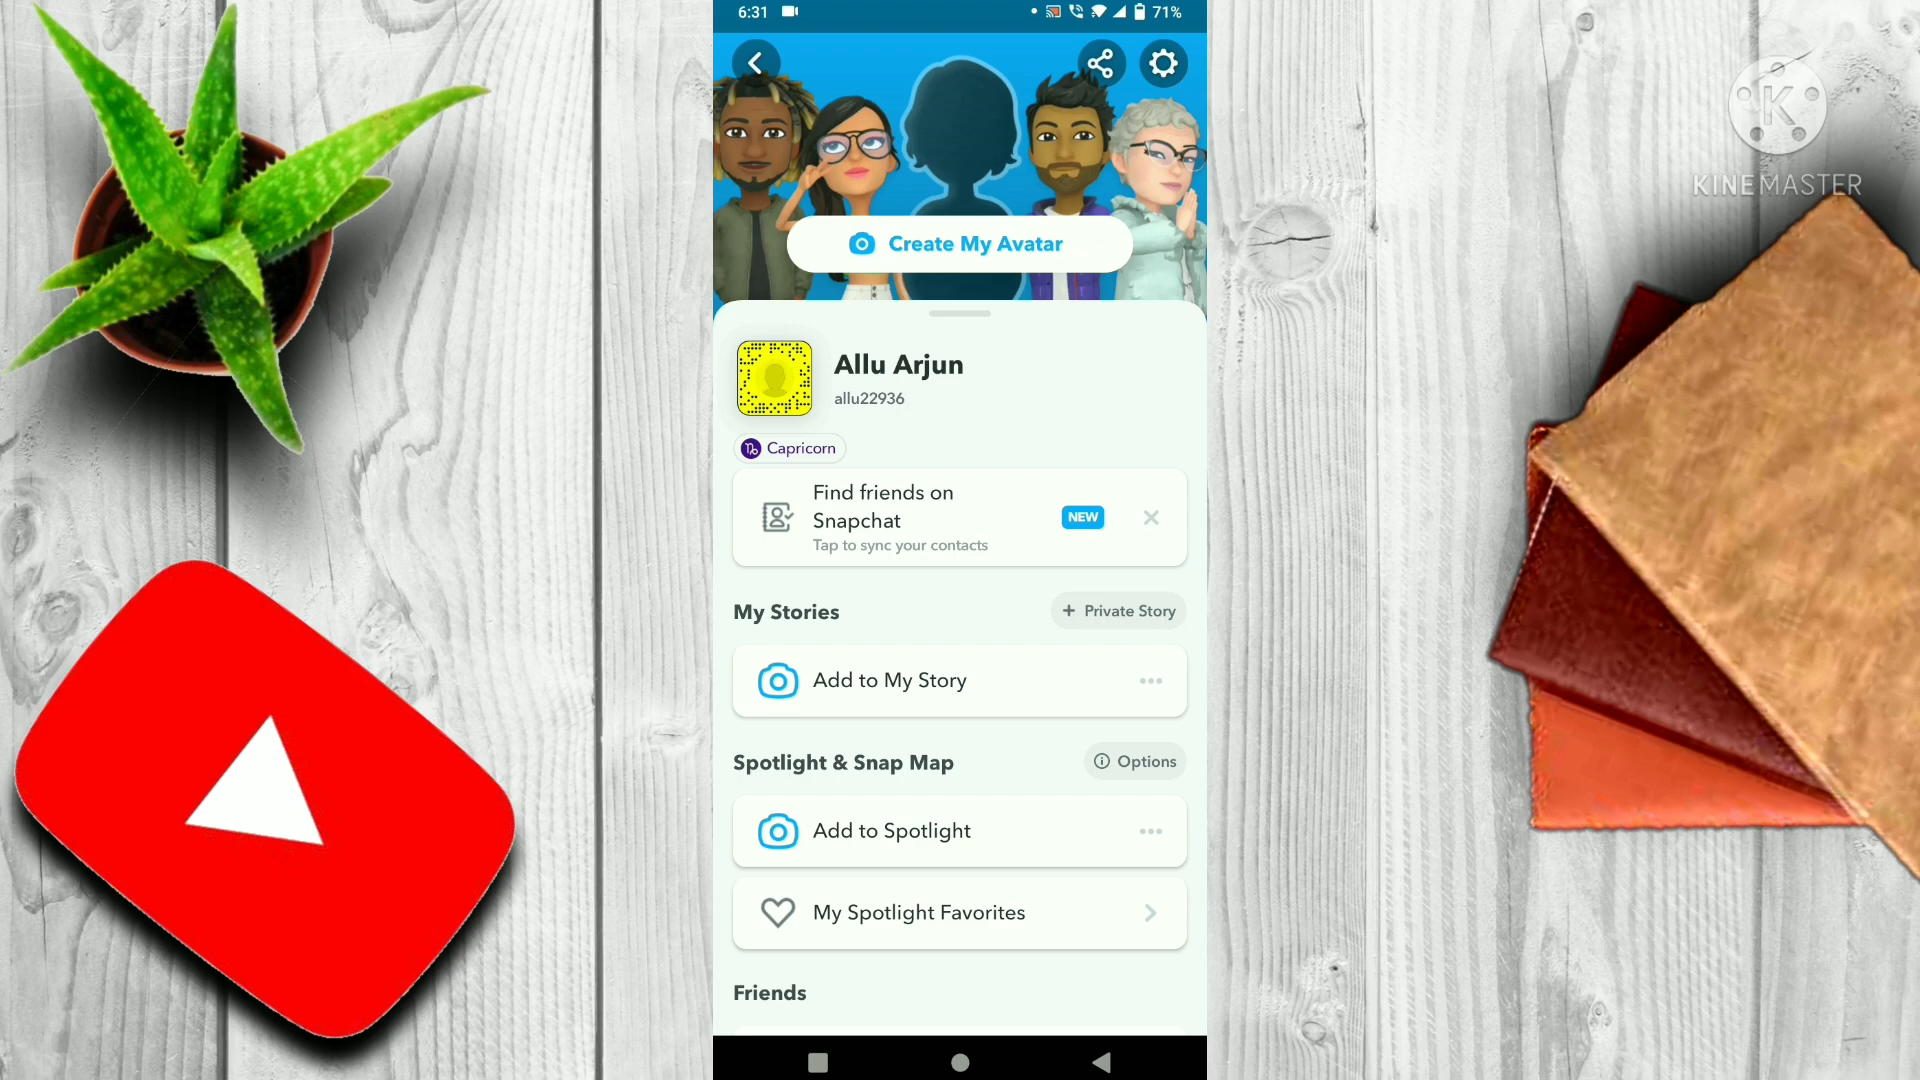 6:31
71%
KINEMASTER
Create My Avatar
Allu Arjun
allu22936
Capricorn
Find friends on
Snapchat
NEW
Tap to sync your contacts
My Stories
+ Private Story
Add to My Story
Spotlight & Snap Map
Options
Add to Spotlight
My Spotlight Favorites
Friends